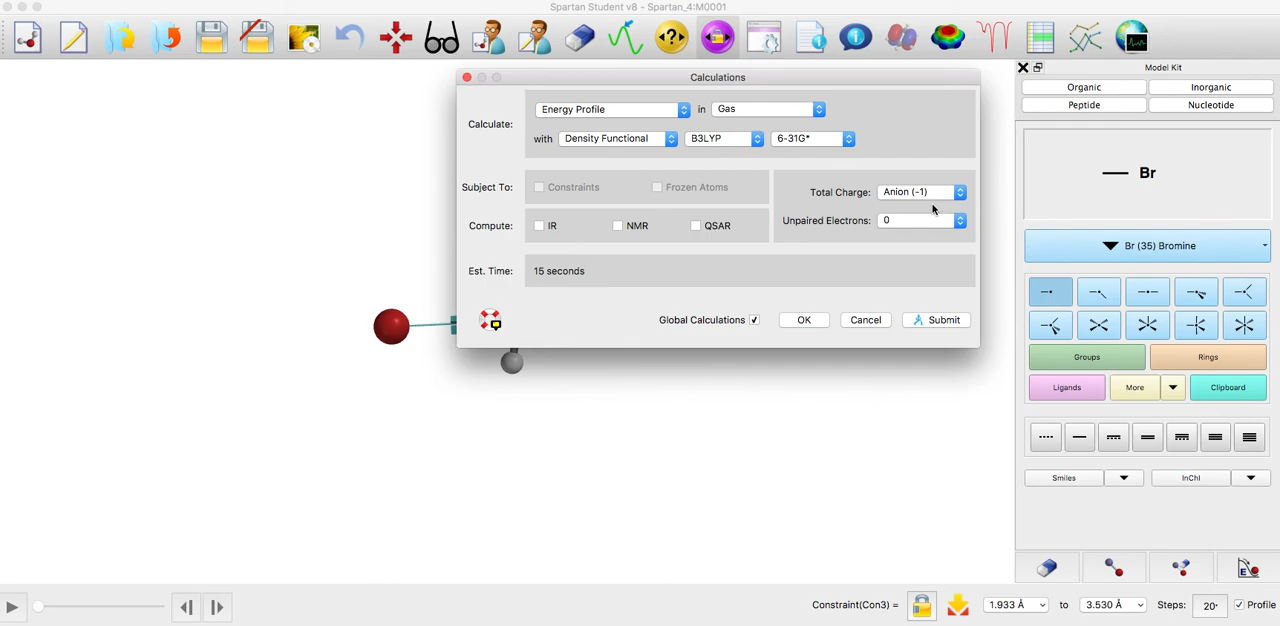 Spartan Student v8 - Spartan_4:M0001
Calculations
Calculate:
Energy Profile in Gas
with Density Functional B3LYP 6-31G*
Subject To:
Constraints Frozen Atoms
Total Charge: Anion (-1)
Unpaired Electrons: 0
Compute:
IR NMR QSAR
Est. Time: 15 seconds
Global Calculations OK Cancel Submit
Model Kit
Organic Inorganic
Peptide Nucleotide
Br
Br (35) Bromine
Groups Rings
Ligands More Clipboard
Smiles InChI
E
Constraint(Con3) = 1.933 Å to 3.530 Å Steps: 20 Profile